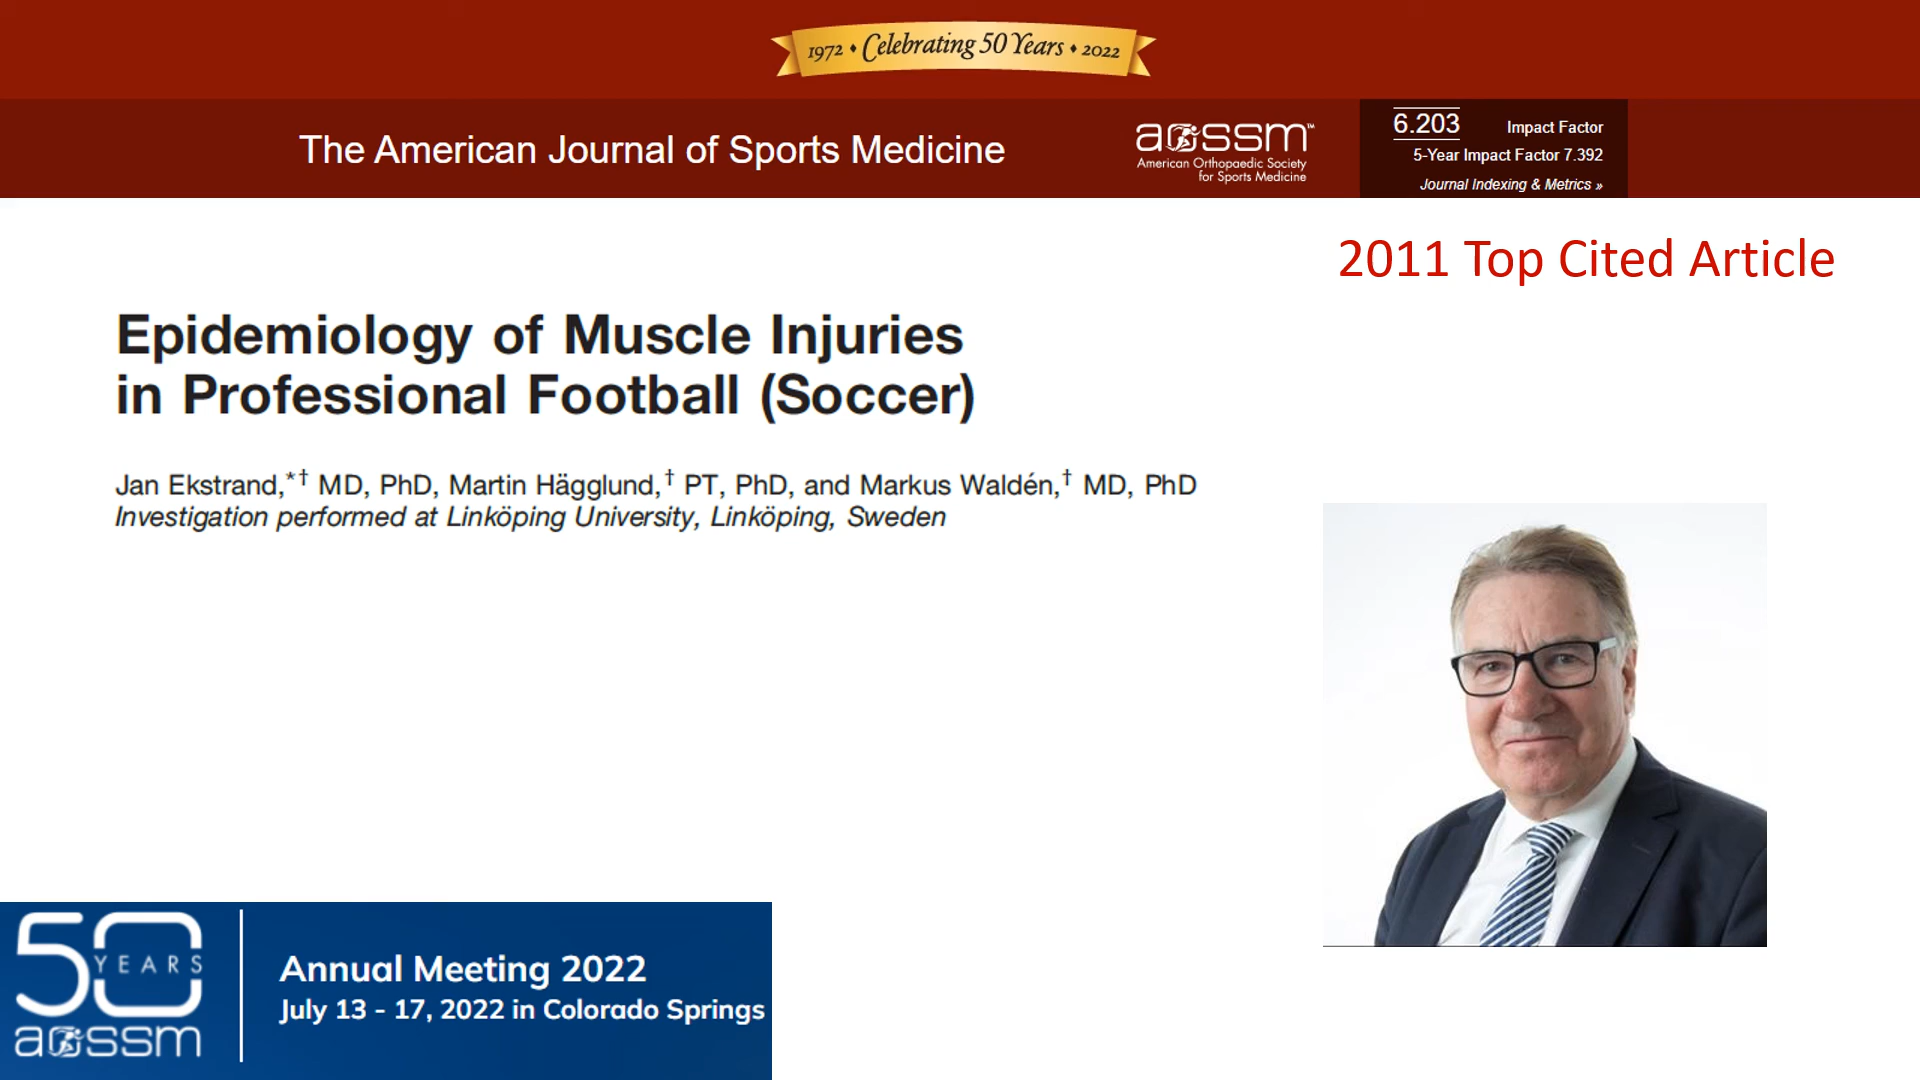 1972 • Celebrating 50 Years • 2022
The American Journal of Sports Medicine
aossm™
American Orthopaedic Society
for Sports Medicine
6.203 Impact Factor
5-Year Impact Factor 7.392
Journal Indexing & Metrics »
2011 Top Cited Article
Epidemiology of Muscle Injuries
in Professional Football (Soccer)
Jan Ekstrand,*† MD, PhD, Martin Hägglund,† PT, PhD, and Markus Waldén,† MD, PhD
Investigation performed at Linköping University, Linköping, Sweden
50
YEARS
aossm
Annual Meeting 2022
July 13 - 17, 2022 in Colorado Springs